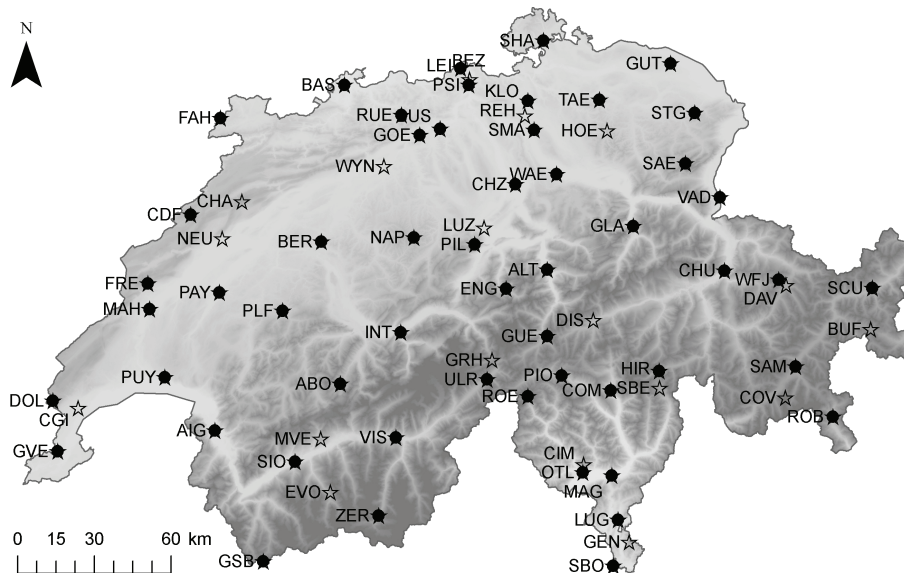 N
SHA
GUT
LEI
BEZ
BAS
PSI
KLO
TAE
REH
STG
FAH
RUE
US
GOE
SMA
HOE
WYN
SAE
WAE
CHZ
VAD
CHA
CDF
NEU
BER
NAP
LUZ
PIL
GLA
ALT
CHU
WFJ
DAV
SCU
FRE
PAY
ENG
MAH
PLF
DIS
BUF
INT
GUE
GRH
ULR
PIO
HIR
SAM
PUY
ABO
ROE
COM
SBE
COV
DOL
CGI
ROB
AIG
MVE
VIS
GVE
SIO
CIM
OTL
MAG
EVO
ZER
LUG
GEN
0 15 30 60 km
GSB
SBO